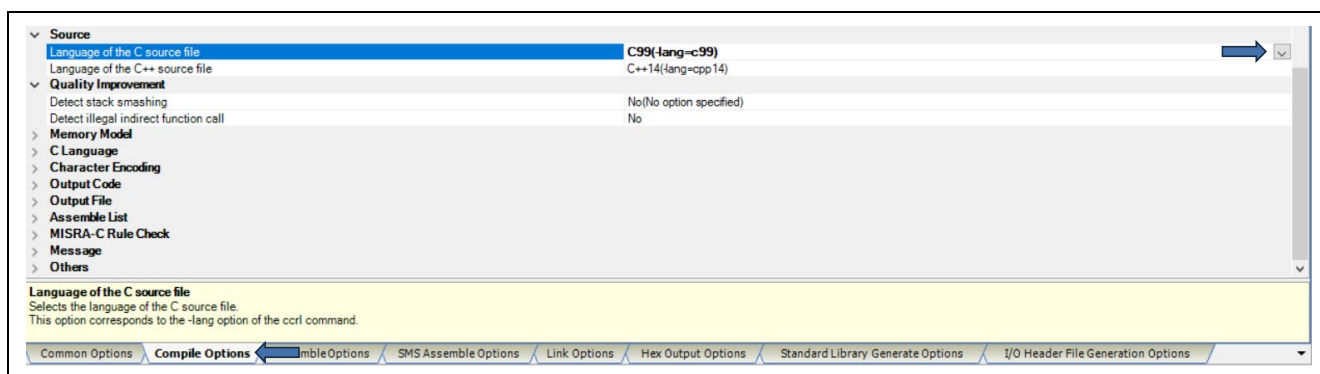 Source
Language of the C source file C99(-lang=c99)
Language of the C++ source file C++14(-lang=cpp14)
Quality Improvement
Detect stack smashing No(No option specified)
Detect illegal indirect function call No
Memory Model
C Language
Character Encoding
Output Code
Output File
Assemble List
MISRA-C Rule Check
Message
Others
Language of the C source file
Selects the language of the C source file.
This option corresponds to the -lang option of the ccrl command.
Common Options Compile Options mble Options SMS Assemble Options Link Options Hex Output Options Standard Library Generate Options I/O Header File Generation Options